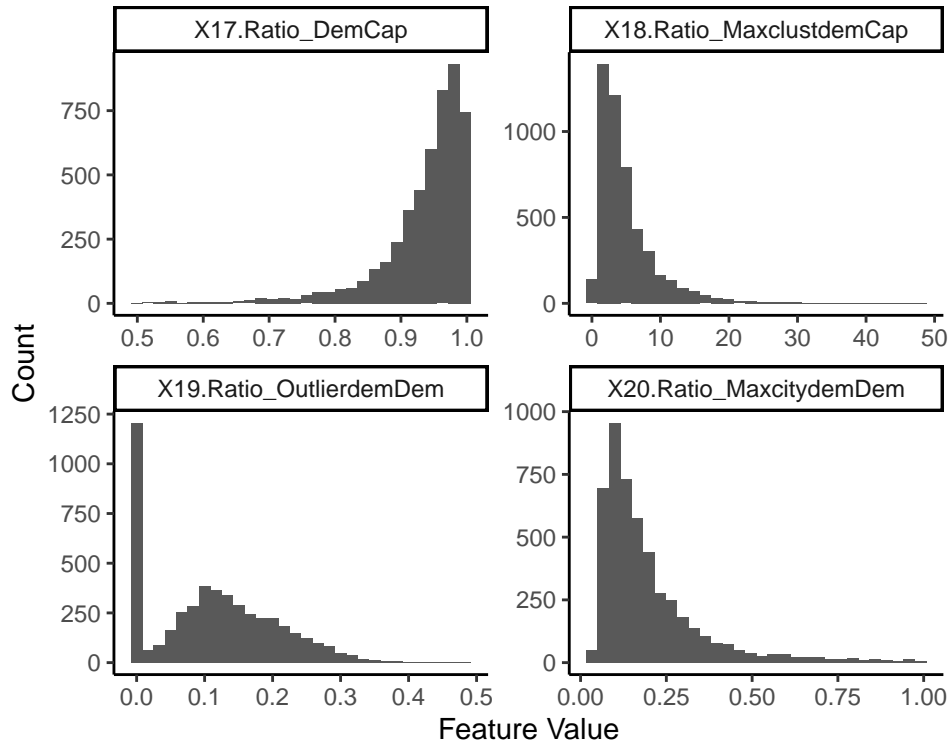 X17.Ratio_DemCap
X18.Ratio_MaxclustdemCap
750
500
250
0
0.5 0.6 0.7 0.8 0.9 1.0
1000
500
0
0 10 20 30 40 50
Count
X19.Ratio_OutlierdemDem
X20.Ratio_MaxcitydemDem
1250
1000
750
500
250
0
0.0 0.1 0.2 0.3 0.4 0.5
1000
750
500
250
0
0.00 0.25 0.50 0.75 1.00
Feature Value